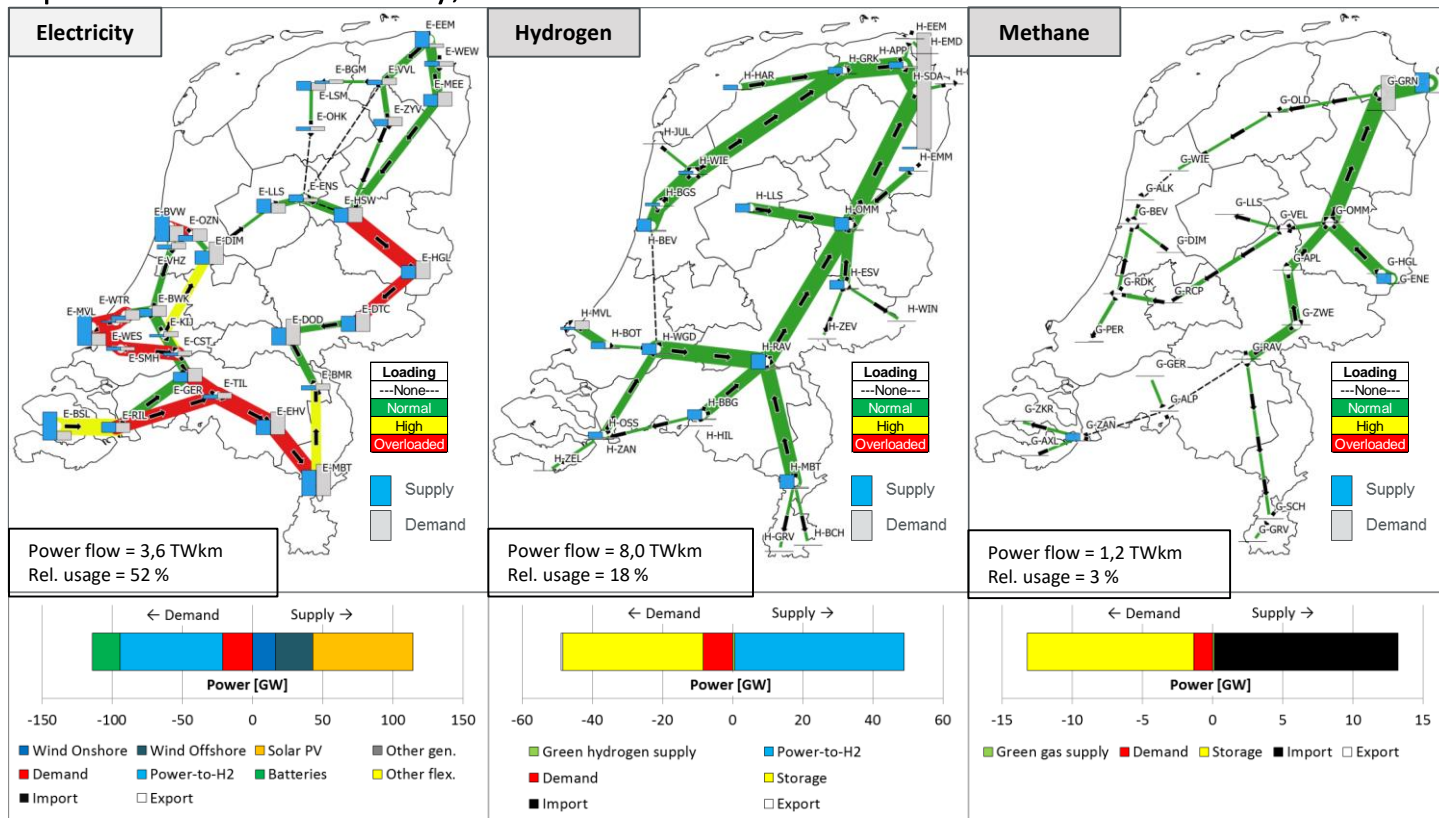 Electricity
E-EEM
E-WEW
E-BGM
E-VVL
E-LSM
E-MEE
E-OHK
E-ZYV
E-ENS
E-LLS
E-HSW
E-BVW
E-OZN
E-DIM
E-VHZ
E-HGL
E-WTR
E-MVL
E-BWK
E-DTC
E-DOD
E-KIJ
E-WES
E-CST
E-SMH
E-GER
E-BMR
E-TIL
E-BSL
E-RIL
E-EHV
E-MBT
Loading
---None---
Normal
High
Overloaded
Supply
Demand
Power flow = 3,6 TWkm
Rel. usage = 52 %
Hydrogen
H-EEM
H-EMD
H-APP
H-GRK
H-SDA
H-HAR
H-JUL
H-WIE
H-EMM
H-BGS
H-LLS
H-OMM
H-BEV
H-ESV
H-WIN
H-MVL
H-ZEV
H-BOT
H-WGD
H-RAV
H-BBG
H-OSS
H-HIL
H-ZAN
H-ZEL
H-MBT
H-GRV
H-BCH
Loading
---None---
Normal
High
Overloaded
Supply
Demand
Power flow = 8,0 TWkm
Rel. usage = 18 %
Methane
G-GRN
G-OLD
G-WIE
G-ALK
G-LLS
G-BEV
G-VEL
G-OMM
G-DIM
G-APL
G-HGL
G-ENE
G-RDK
G-RCP
G-PER
G-ZWE
G-RAV
G-GER
G-ALP
G-ZKR
G-ZAN
G-AXL
G-SCH
G-GRV
Loading
---None---
Normal
High
Overloaded
Supply
Demand
Power flow = 1,2 TWkm
Rel. usage = 3 %
← Demand Supply →
Power [GW]
-150 -100 -50 0 50 100 150
Wind Onshore Wind Offshore Solar PV Other gen.
Demand Power-to-H2 Batteries Other flex.
Import Export
← Demand Supply →
Power [GW]
-60 -40 -20 0 20 40 60
Green hydrogen supply Power-to-H2
Demand Storage
Import Export
← Demand Supply →
Power [GW]
-15 -10 -5 0 5 10 15
Green gas supply Demand Storage Import Export